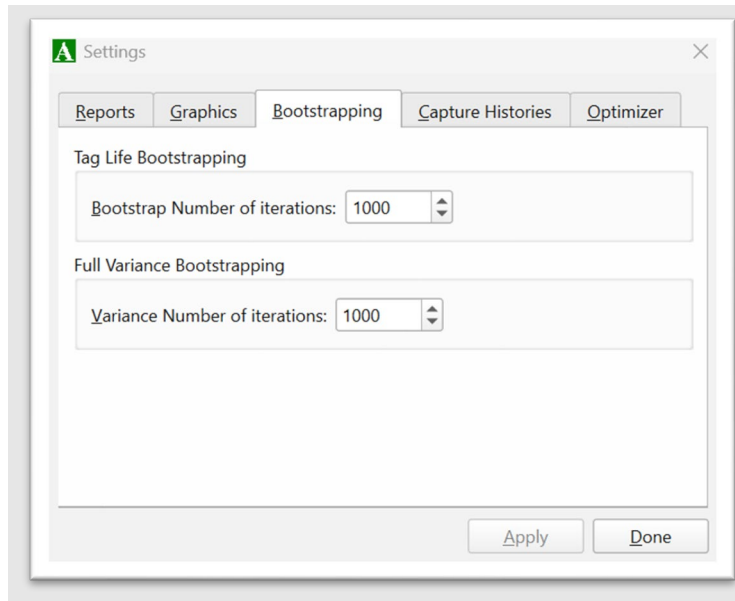 A Settings
Reports Graphics Bootstrapping Capture Histories Optimizer
Tag Life Bootstrapping
Bootstrap Number of iterations: 1000
Full Variance Bootstrapping
Variance Number of iterations: 1000
Apply Done